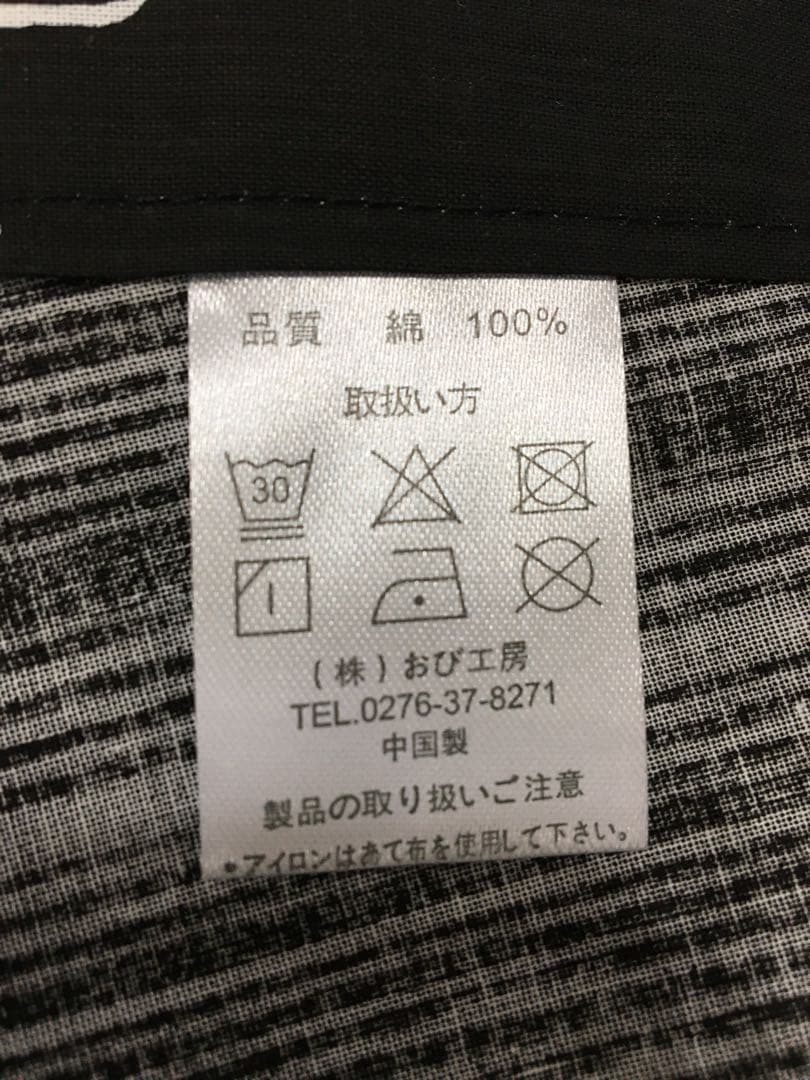 品質　綿　100%
取扱い方
30
(株)おび工房
TEL.0276-37-8271
中国製
製品の取り扱いご注意
•アイロンはあて布を使用して下さい。